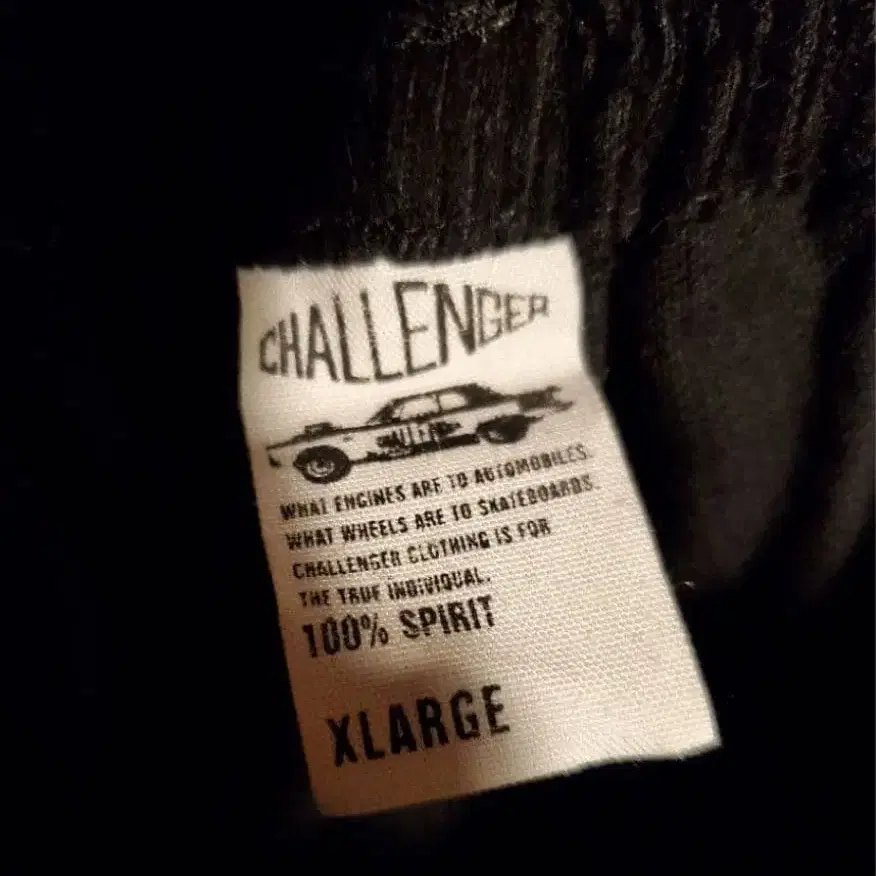 CHALLENGER
WHAT ENGINES ARE TO AUTOMOBILES.
WHAT WHEELS ARE TO SKATEBOARDS.
CHALLENGER CLOTHING IS FOR
THE TRUE INDIVIDUAL.
100% SPIRIT
XLARGE